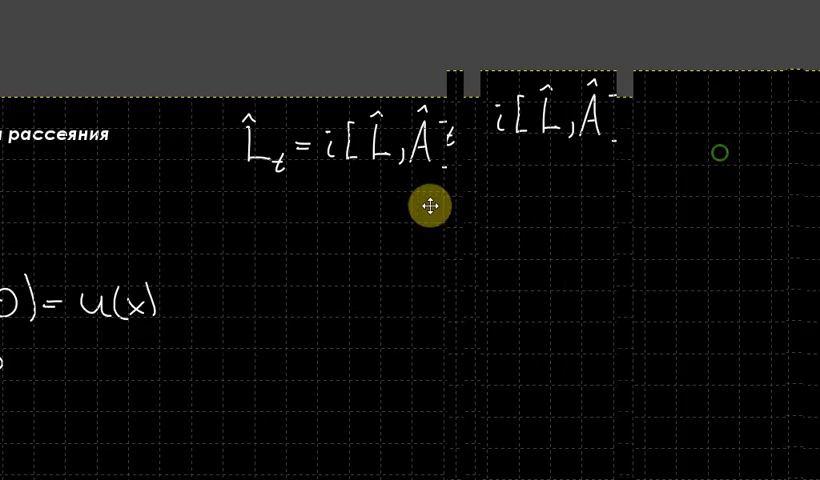 рассеяния
L̂_t = i[L̂, Â] t i[L̂, Â]
)= u(x)